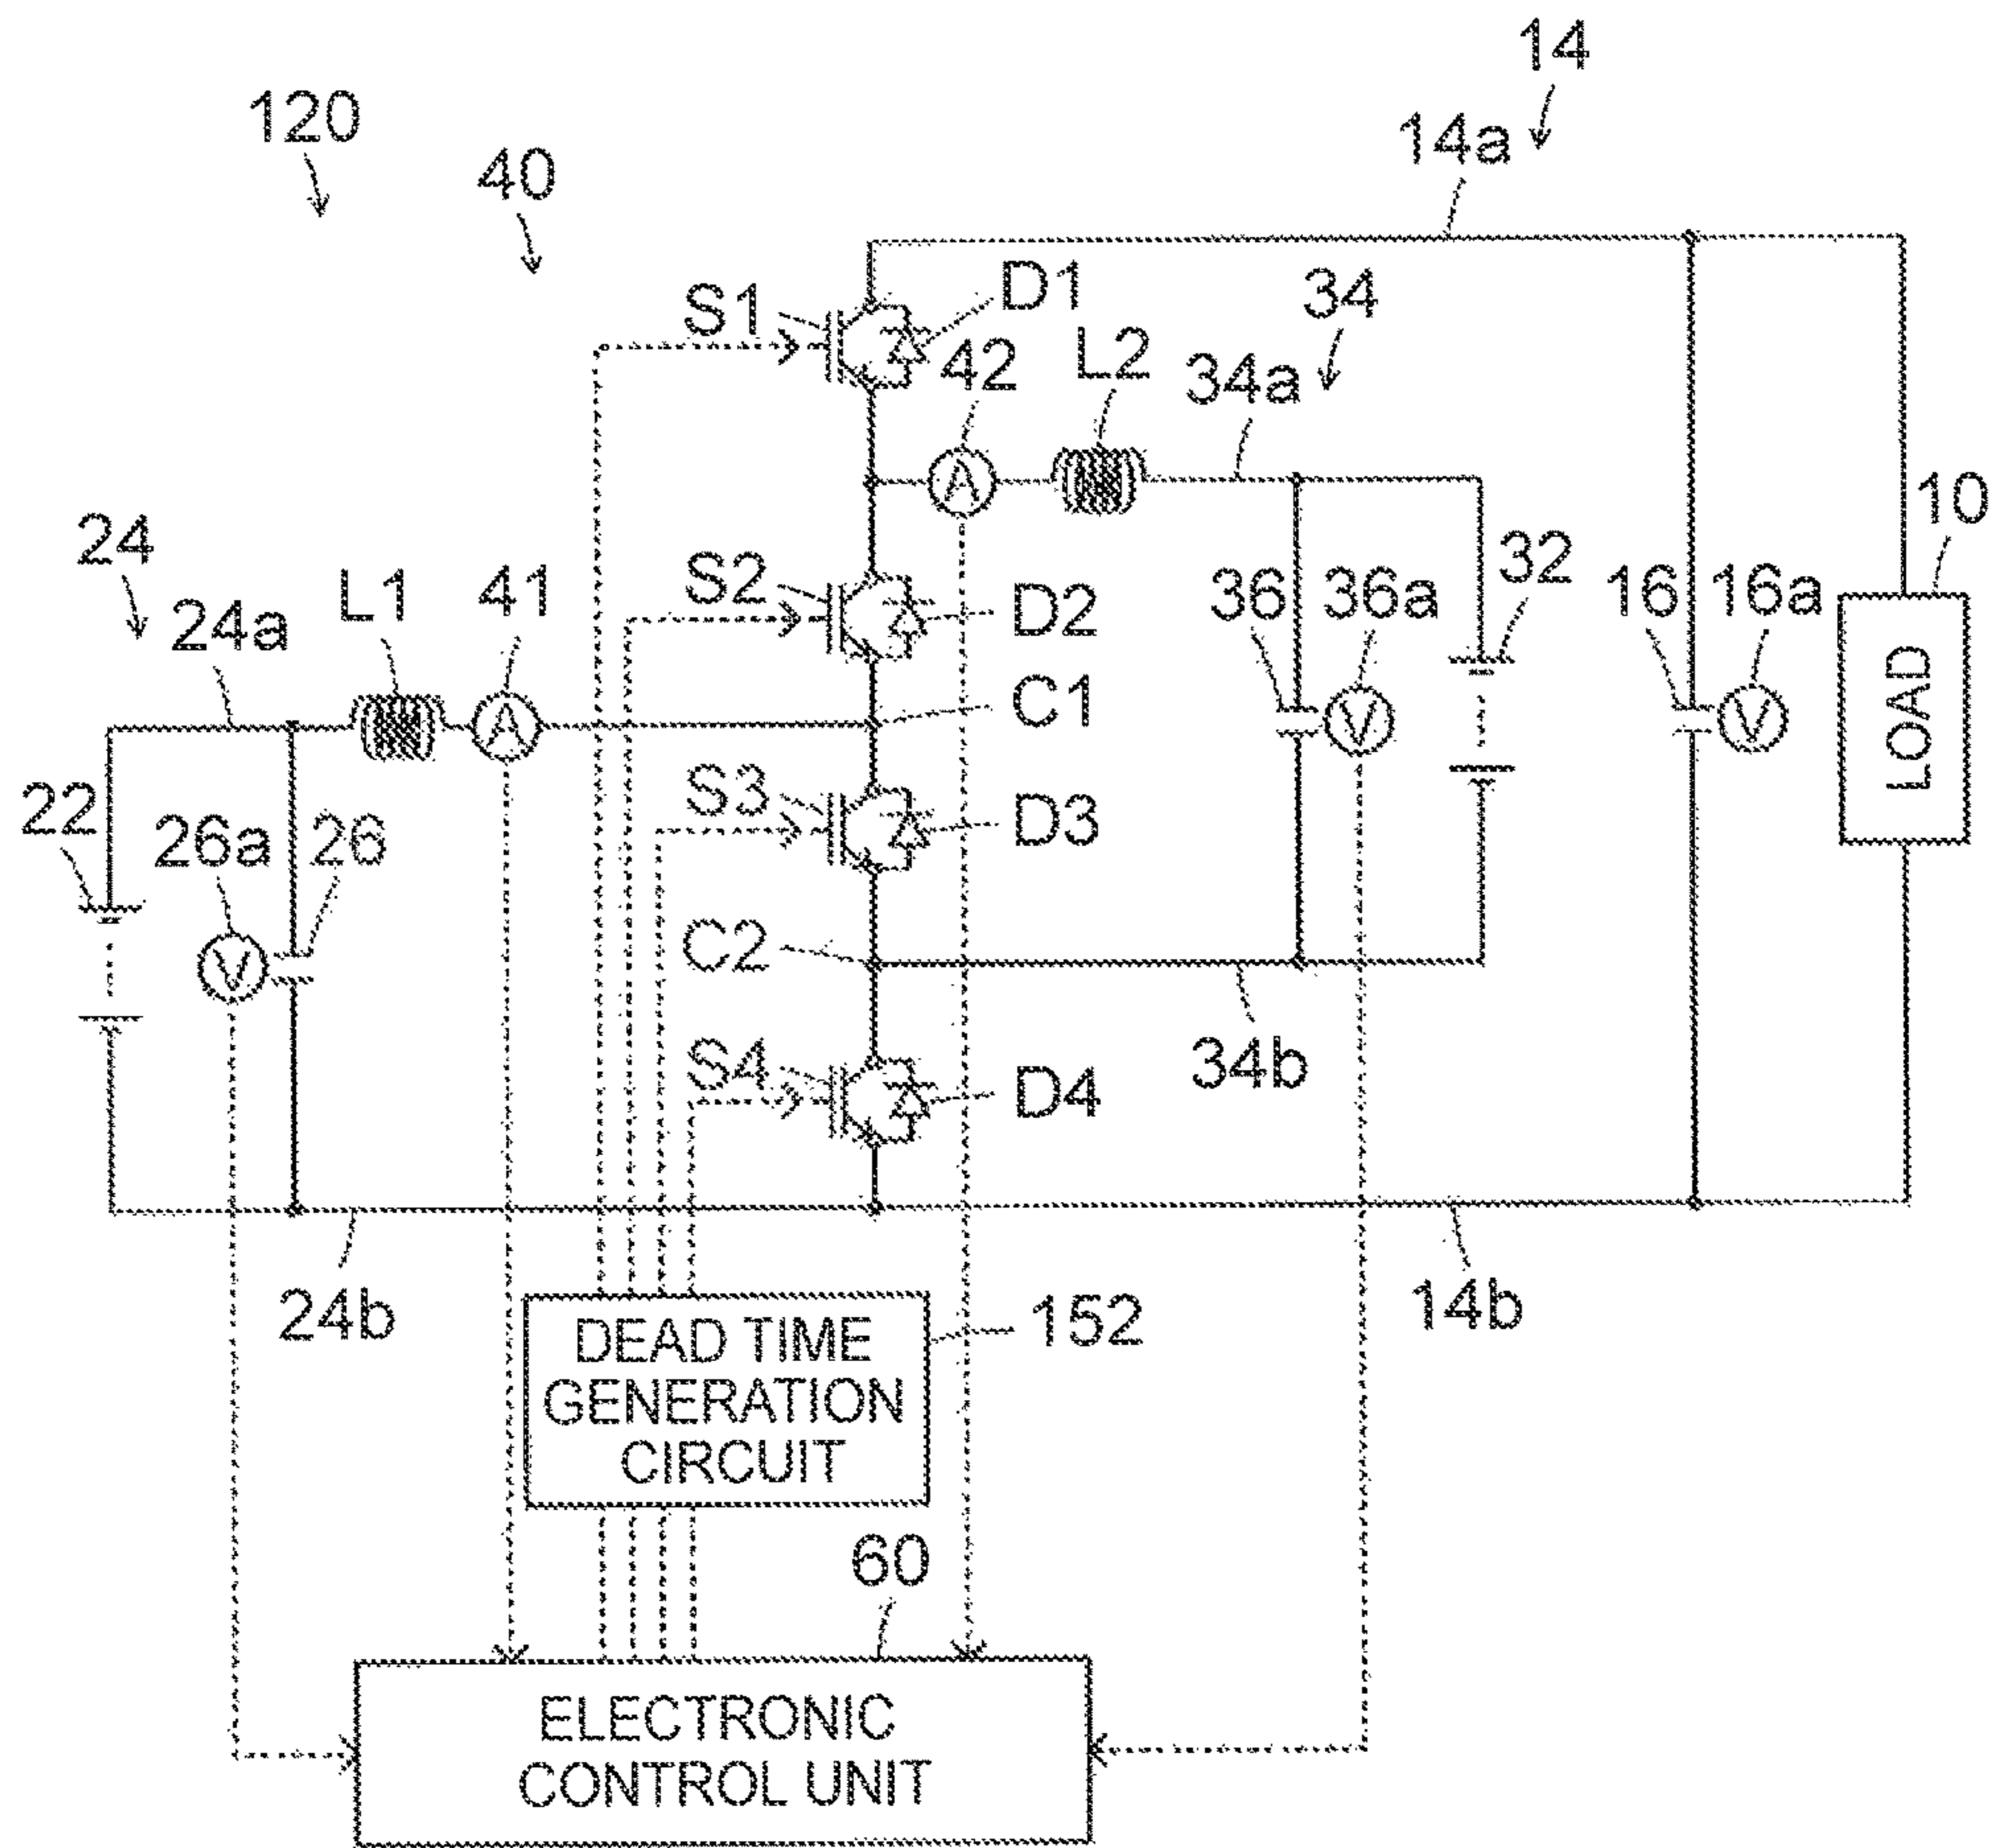 14
120
14a
40
S1
D1
34
42
L2
34a
10
24
S2
41
L1
24a
D2
36
36a
32
16
16a
A
C1
A
V
V
LOAD
22
26a
26
S3
D3
V
C2
S4
34b
D4
24b
14b
152
DEAD TIME
GENERATION
CIRCUIT
60
ELECTRONIC
CONTROL UNIT